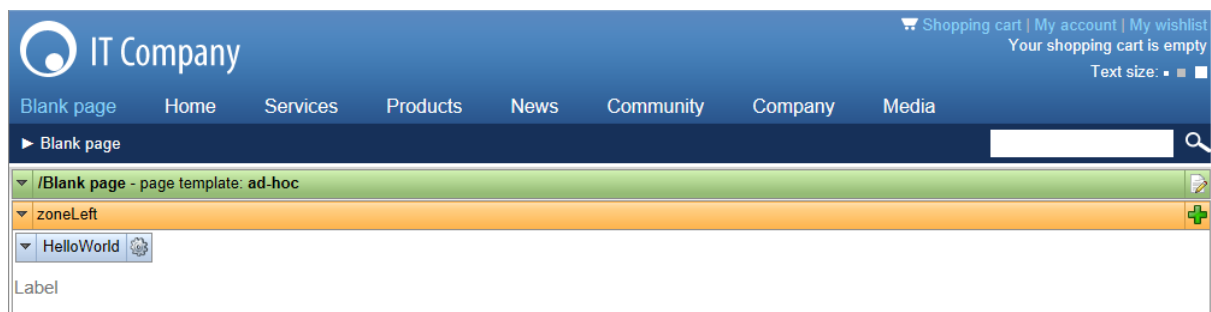 IT Company
Shopping cart | My account | My wishlist
Your shopping cart is empty
Text size:
Blank page Home Services Products News Community Company Media
Blank page
/Blank page - page template: ad-hoc
zoneLeft
HelloWorld
Label